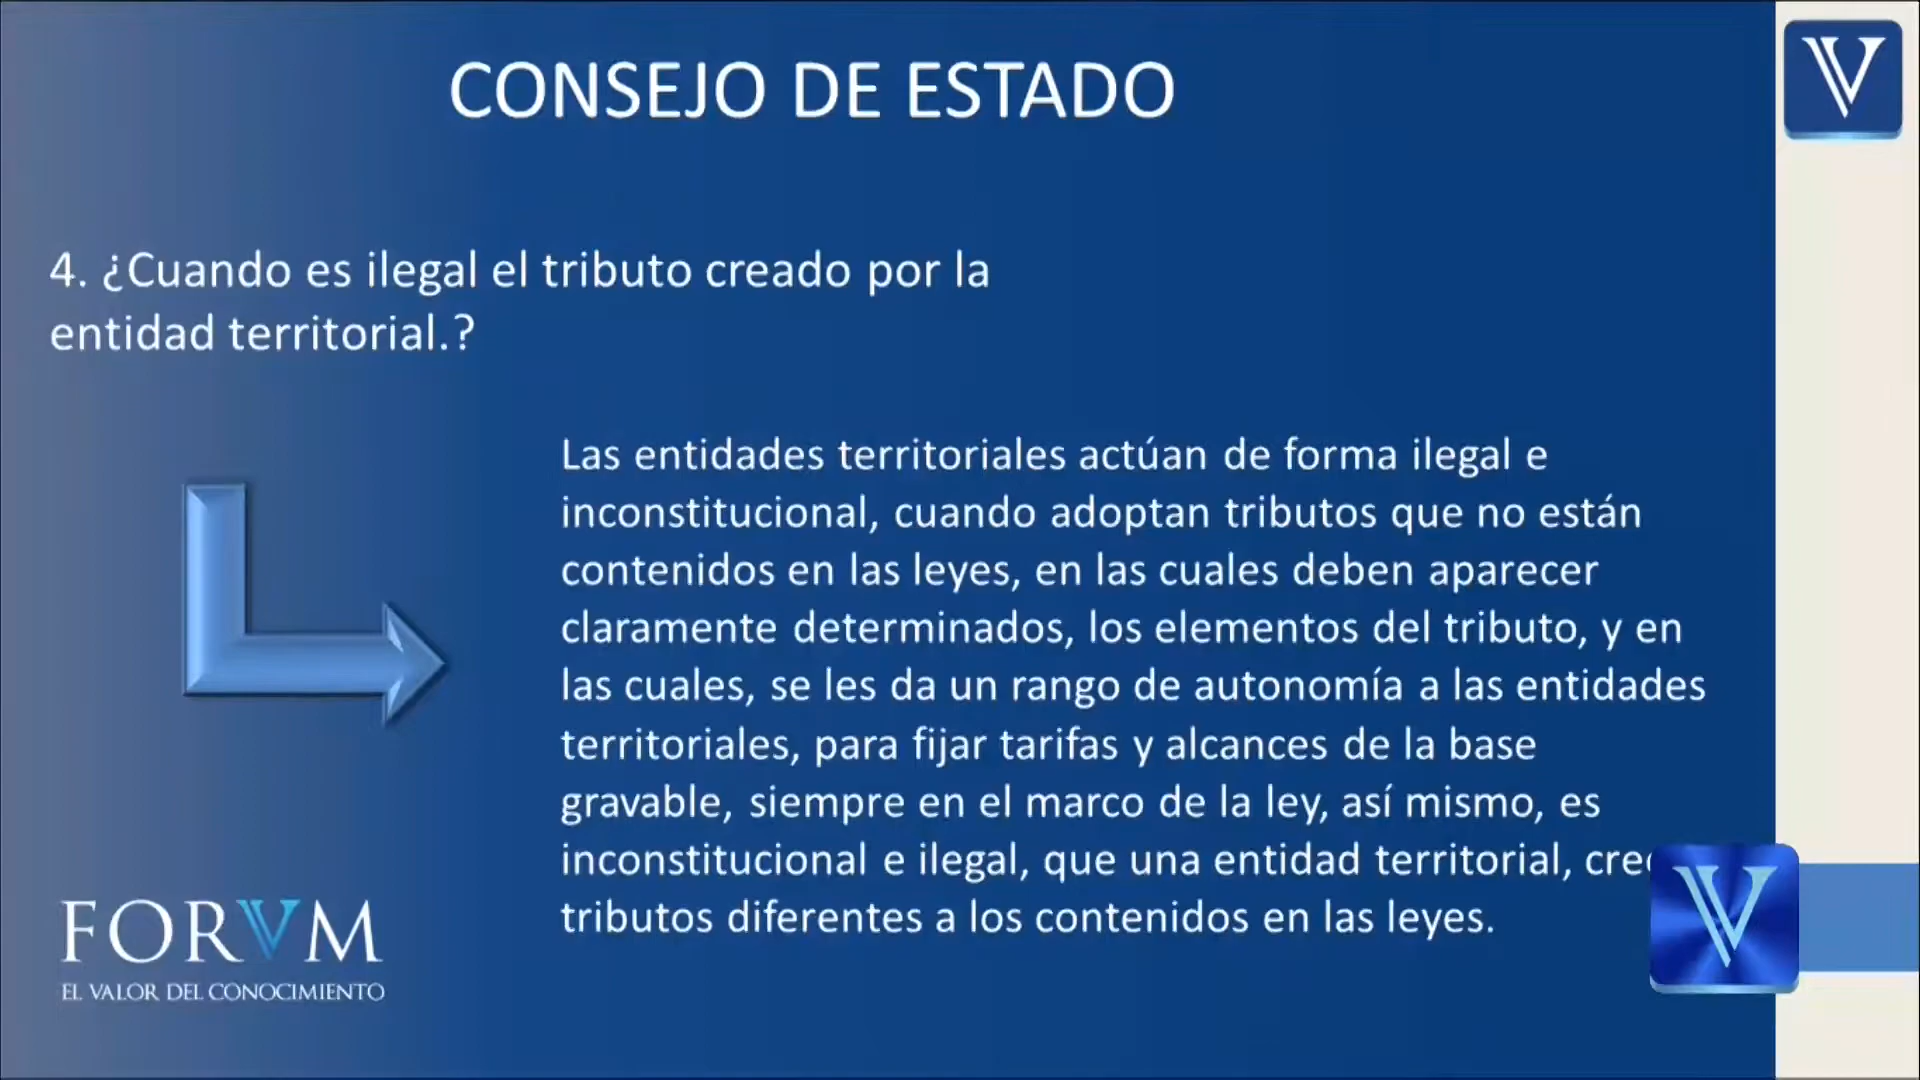 CONSEJO DE ESTADO
4. ¿Cuando es ilegal el tributo creado por la
entidad territorial.?
Las entidades territoriales actúan de forma ilegal e
inconstitucional, cuando adoptan tributos que no están
contenidos en las leyes, en las cuales deben aparecer
claramente determinados, los elementos del tributo, y en
las cuales, se les da un rango de autonomía a las entidades
territoriales, para fijar tarifas y alcances de la base
gravable, siempre en el marco de la ley, así mismo, es
inconstitucional e ilegal, que una entidad territorial,
tributos diferentes a los contenidos en las leyes.
FORVM
EL VALOR DEL CONOCIMIENTO
V
V